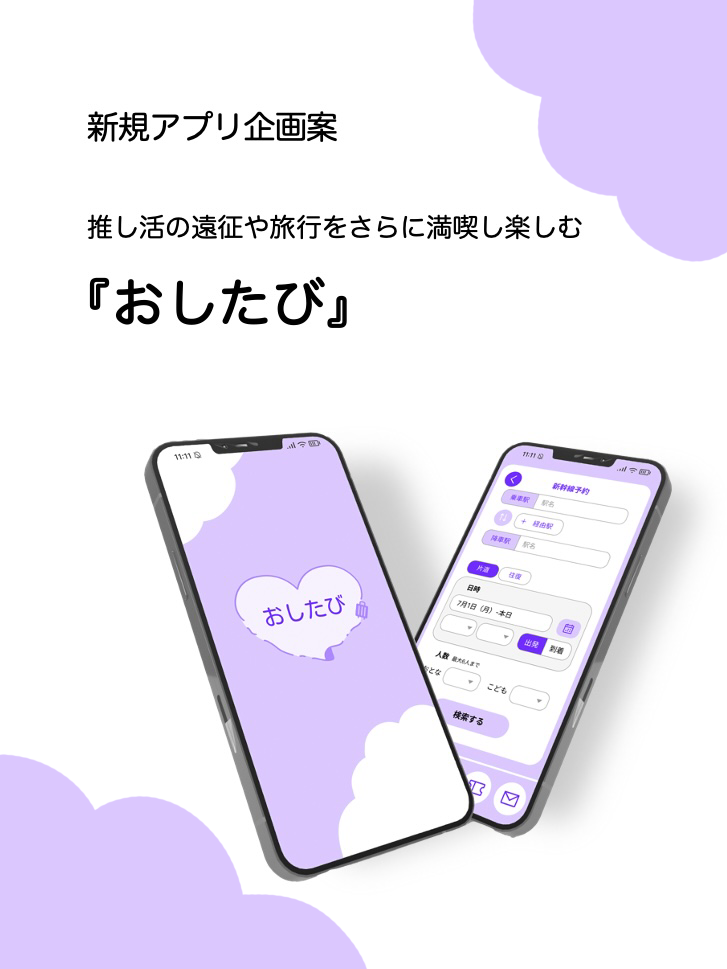 新規アプリ企画案
推し活の遠征や旅行をさらに満喫し楽しむ
『おしたび』
11:11
おしたび
11:11
新幹線予約
乗車駅 駅名
+ 経由駅
降車駅 駅名
片道 往復
日時
7月1日（月）-本日
出発 到着
人数 最大6人まで
おとな こども
検索する